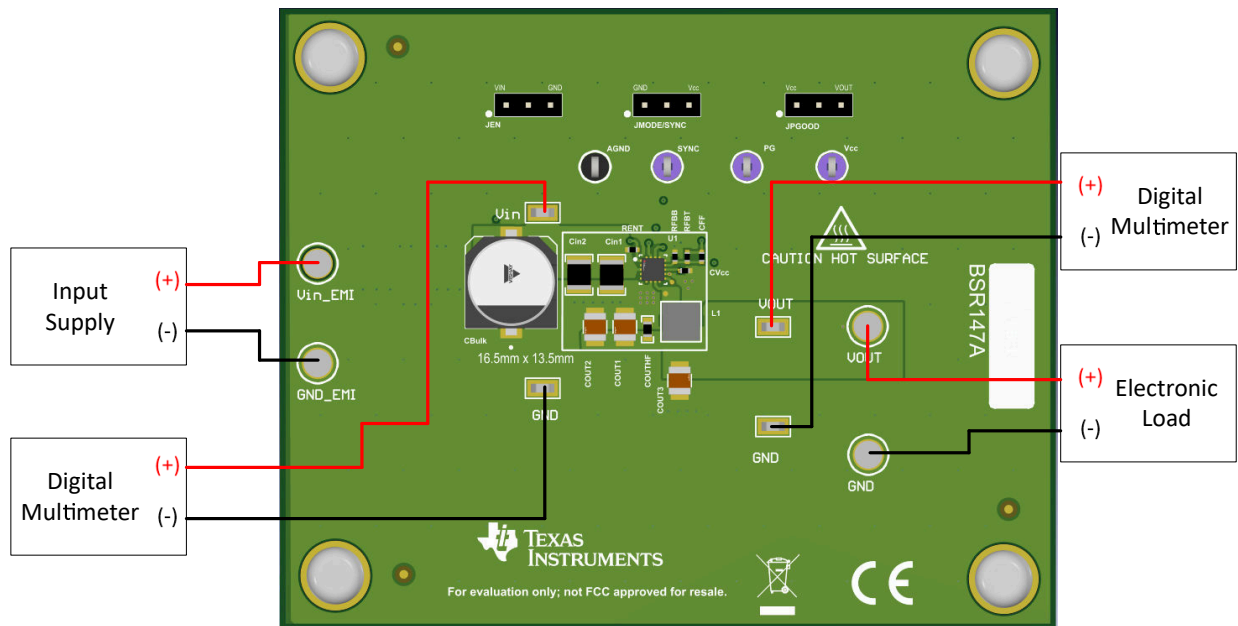 VIN GND
JEN
GND Vcc
JMODE/SYNC
Vcc VOUT
JPGOOD
AGND
SYNC
PG
Vcc
(+)
(-)
Digital
Multimeter
Vin
RENT
RFBB
RFBT
CFF
U1
Cin2
Cin1
CVcc
L1
CAUTION HOT SURFACE
BSR147A
Input
Supply
(+)
(-)
Vin_EMI
GND_EMI
CBulk
16.5mm x 13.5mm
COUT2
COUT1
COUTHF
COUT3
GND
VOUT
VOUT
GND
GND
(+)
(-)
Electronic
Load
Digital
Multimeter
(+)
(-)
TEXAS
INSTRUMENTS
For evaluation only; not FCC approved for resale.
CE